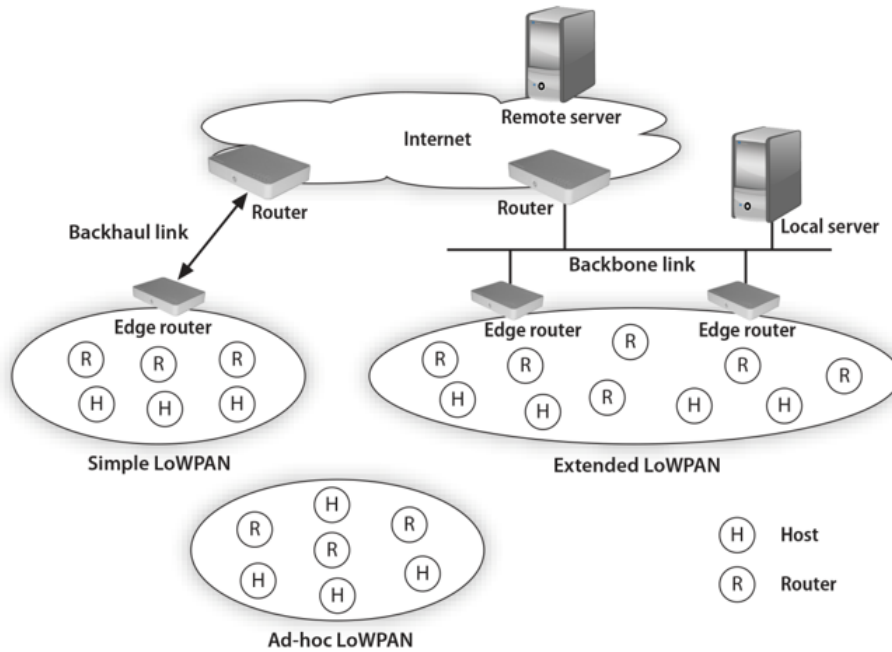 Remote server
Internet
Router
Router
Local server
Backhaul link
Backbone link
Edge router
Edge router
Edge router
R
R
R
H
H
H
R
R
R
R
R
H
H
R
H
H
Simple LoWPAN
Extended LoWPAN
H
R
R
R
H
H
H
Ad-hoc LoWPAN
H
Host
R
Router